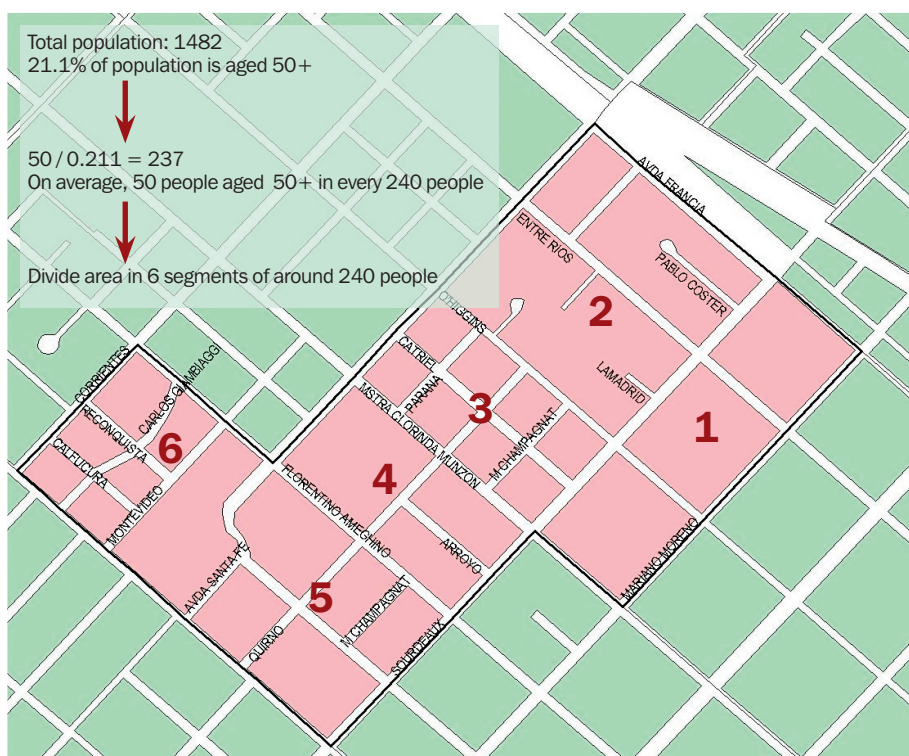 Total population: 1482
21.1% of population is aged 50+
50 / 0.211 = 237
On average, 50 people aged 50+ in every 240 people
Divide area in 6 segments of around 240 people
AVDA FRANCIA
ENTRE RIOS
PABLO COSTER
2
O'HIGGINS
CATRIEL
PARANA
LAMADRID
CORRIENTES
CARLOS GIAMBIAGGI
MSTRA CLORINDA MUNZON
3
M CHAMPAGNAT
1
RECONQUISTA
6
CALFUCURA
MONTEVIDEO
FLORENTINO AMEGHINO
4
ARROYO
AVDA SANTA FE
5
M CHAMPAGNAT
MARIANO MORENO
QUIRNO
SOURDEAUX